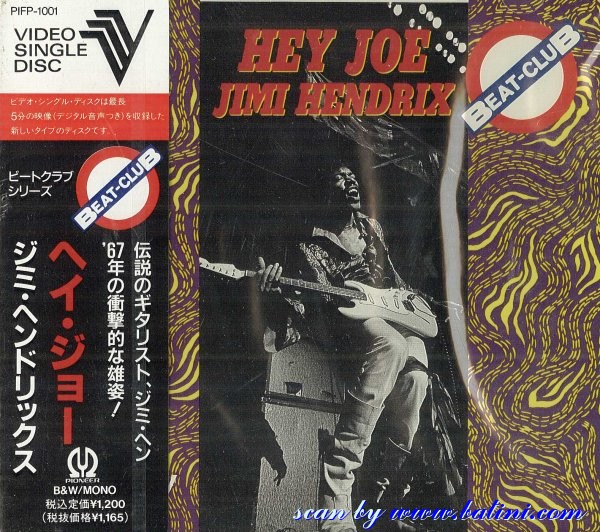 PIFP-1001
VIDEO
SINGLE
DISC
ビデオ・シングル・ディスクは最長
5分の映像(デジタル音声つき)を収録した
新しいタイプのディスクです。
ビートクラブ
シリーズ
BEAT-CLUB
伝説のギタリスト、ジミ・ヘン
'67年の衝撃的な雄姿!
ヘイ・ジョー
ジミ・ヘンドリックス
PIONEER
B&W/MONO
税込定価¥1,200
(税抜価格¥1,165)
HEY JOE
JIMI HENDRIX
BEAT-CLUB
scan by www.batini.com